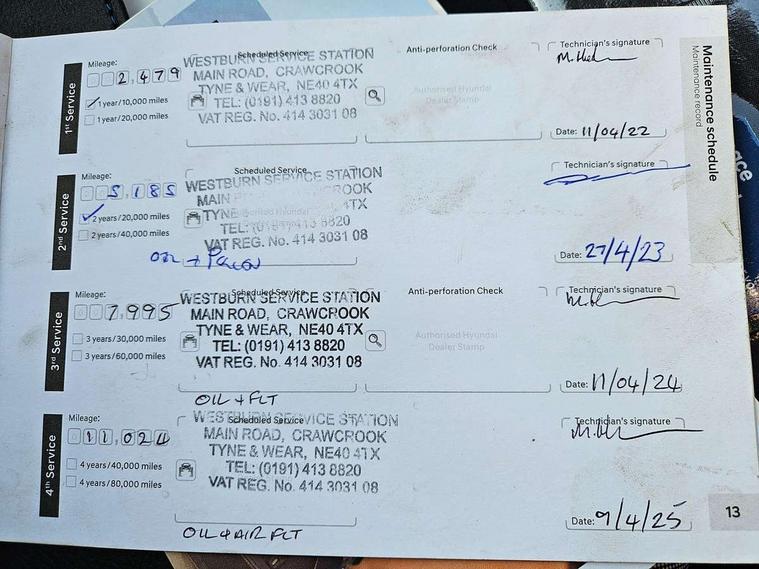 Maintenance schedule
Maintenance record
1st Service
Mileage:
2,479
1 year/10,000 miles
1 year/20,000 miles
Scheduled Service
WESTBURN SERVICE STATION
MAIN ROAD, CRAWCROOK
TYNE & WEAR, NE40 4TX
TEL: (0191) 413 8820
VAT REG. No. 414 3031 08
Anti-perforation Check
Authorised Hyundai
Dealer Stamp
Technician's signature
Date: 11/04/22
2nd Service
Mileage:
5,185
2 years/20,000 miles
2 years/40,000 miles
Scheduled Service
WESTBURN SERVICE STATION
MAIN CROOK
TYNE 4TX
TEL: 8820
VAT REG. No. 414 3031 08
OIL +
Technician's signature
Date: 27/4/23
3rd Service
Mileage:
7,995
3 years/30,000 miles
3 years/60,000 miles
Scheduled Service
WESTBURN SERVICE STATION
MAIN ROAD, CRAWCROOK
TYNE & WEAR, NE40 4TX
TEL: (0191) 413 8820
VAT REG. No. 414 3031 08
OIL + FLT
Anti-perforation Check
Authorised Hyundai
Dealer Stamp
Technician's signature
Date: 11/04/24
4th Service
Mileage:
11,024
4 years/40,000 miles
4 years/80,000 miles
Scheduled Service
WESTBURN SERVICE STATION
MAIN ROAD, CRAWCROOK
TYNE & WEAR, NE40 4TX
TEL: (0191) 413 8820
VAT REG. No. 414 3031 08
OIL & AIR FLT
Technician's signature
Date: 9/4/25
13